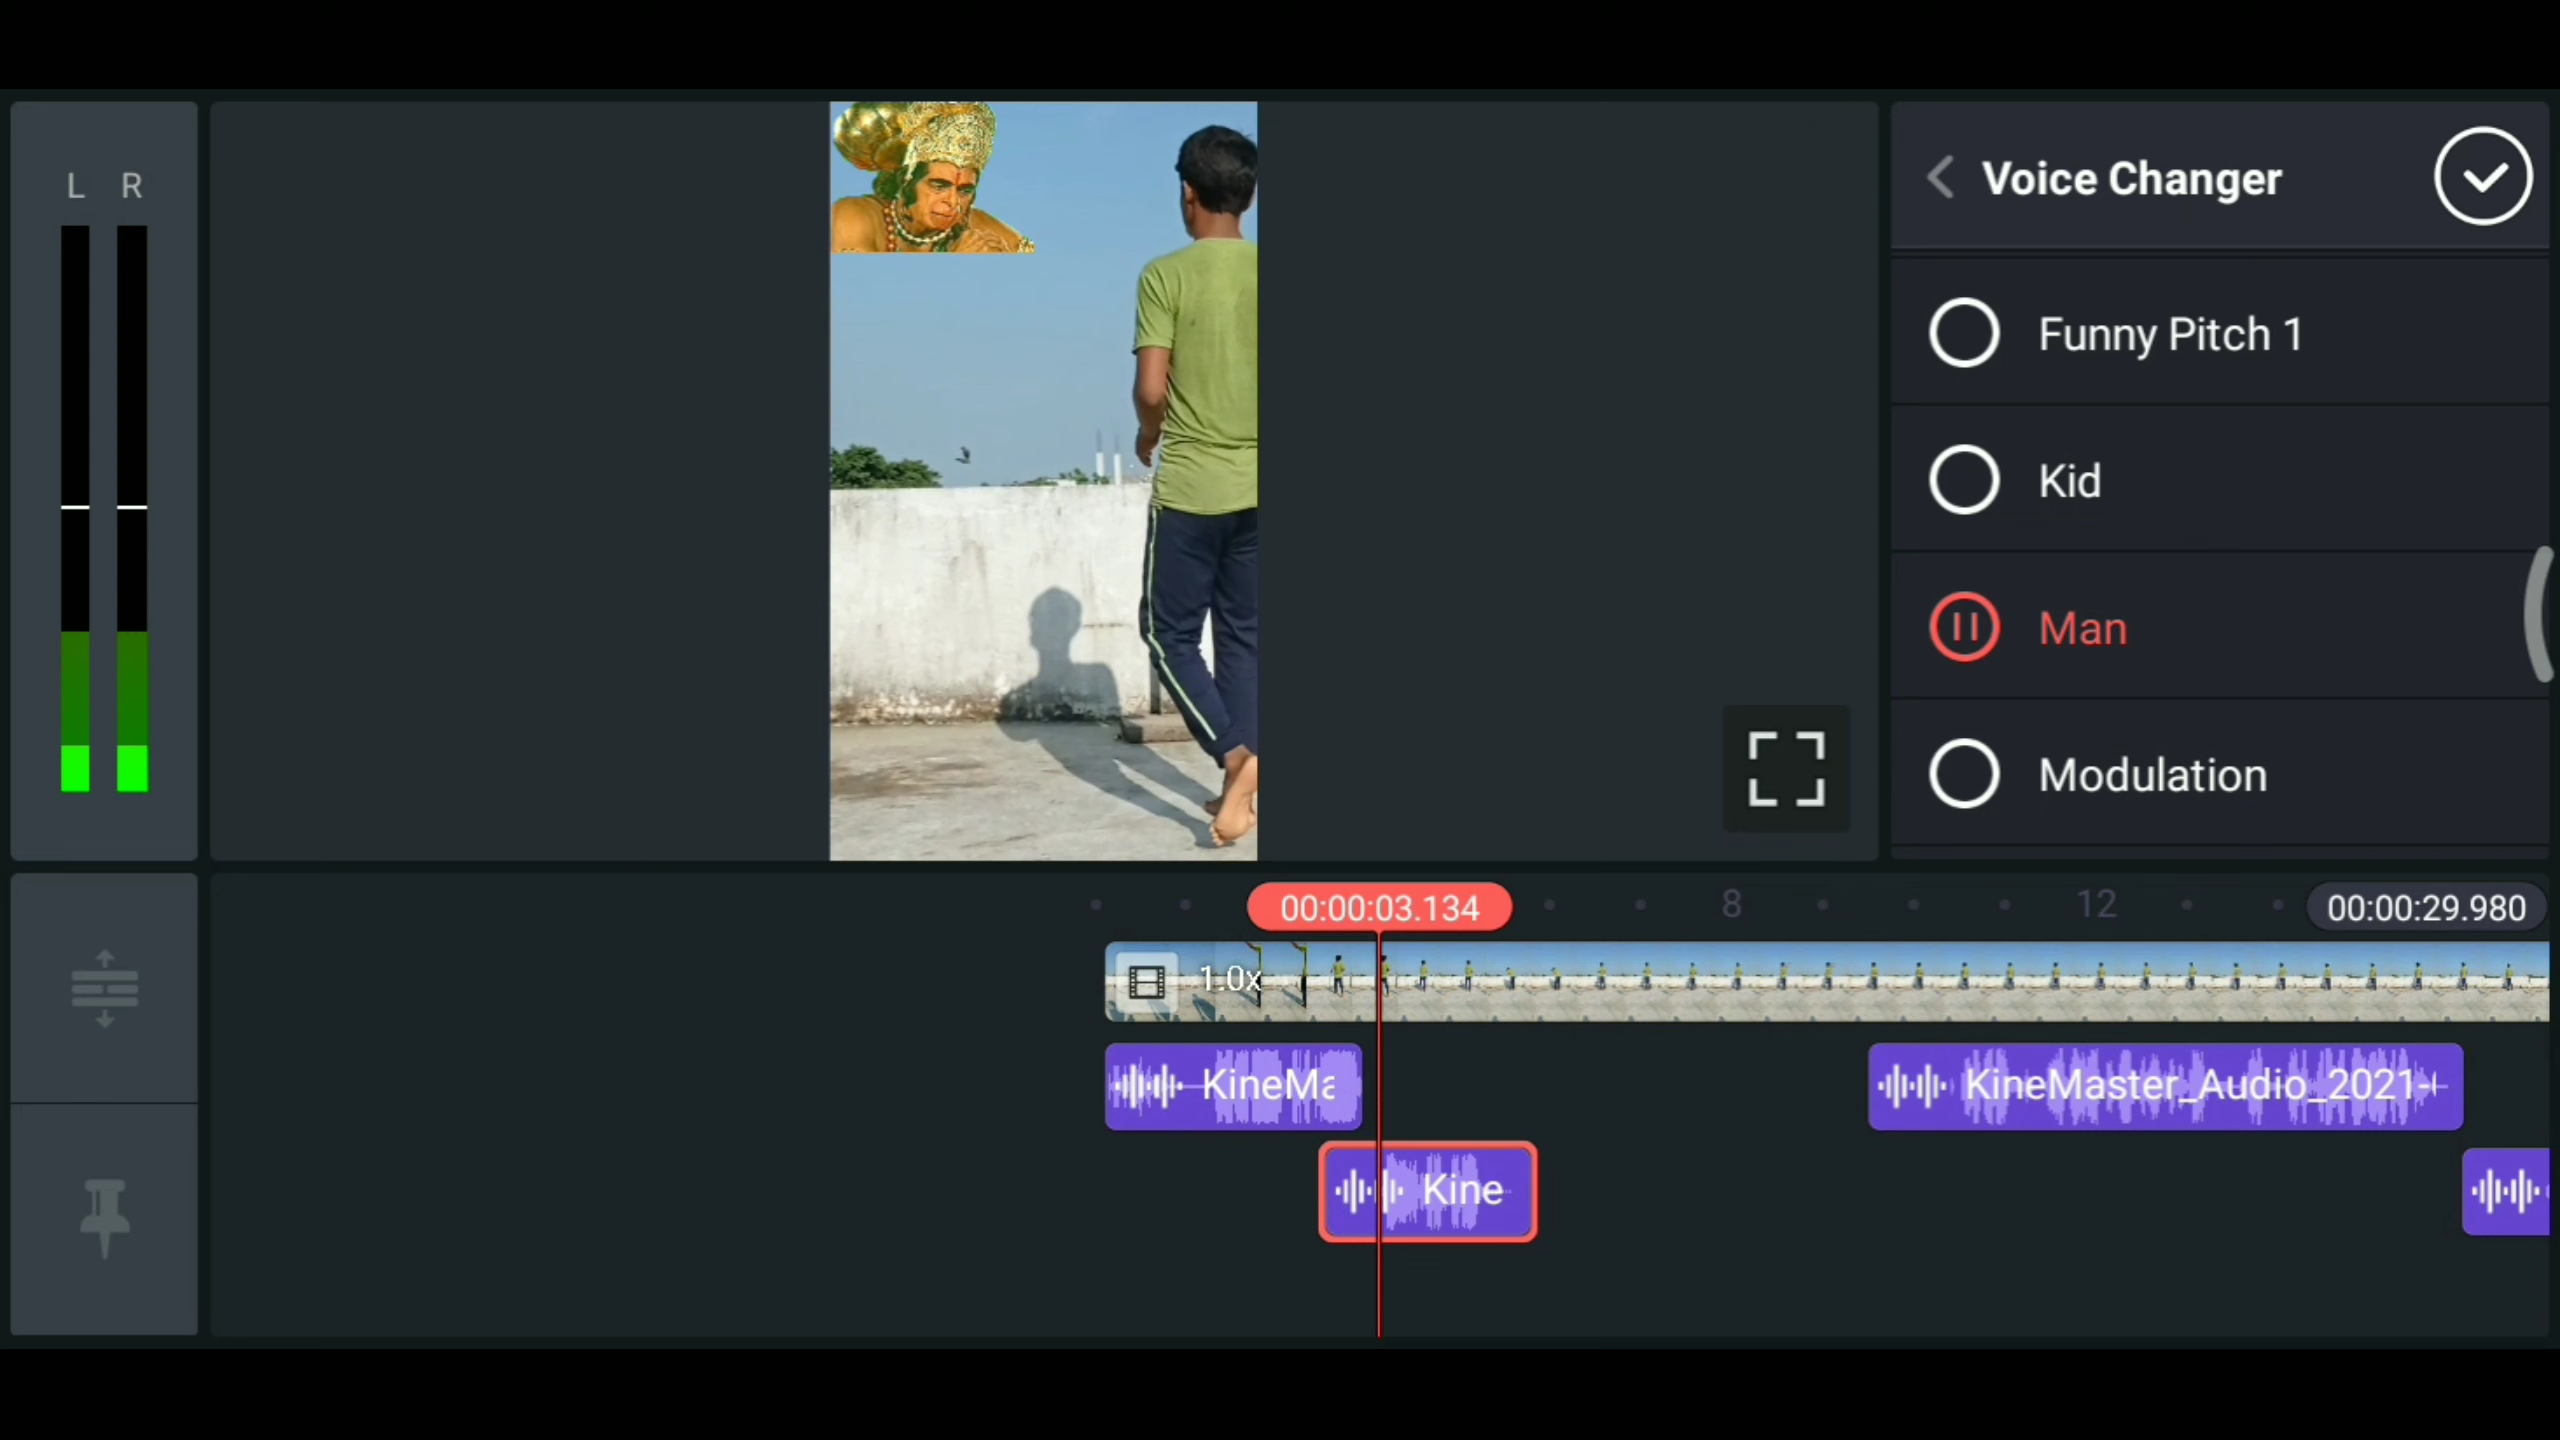 L R
Voice Changer
Funny Pitch 1
Kid
Man
Modulation
00:00:03.134
8
12
00:00:29.980
1.0x
KineMa
KineMaster_Audio_2021-
Kine